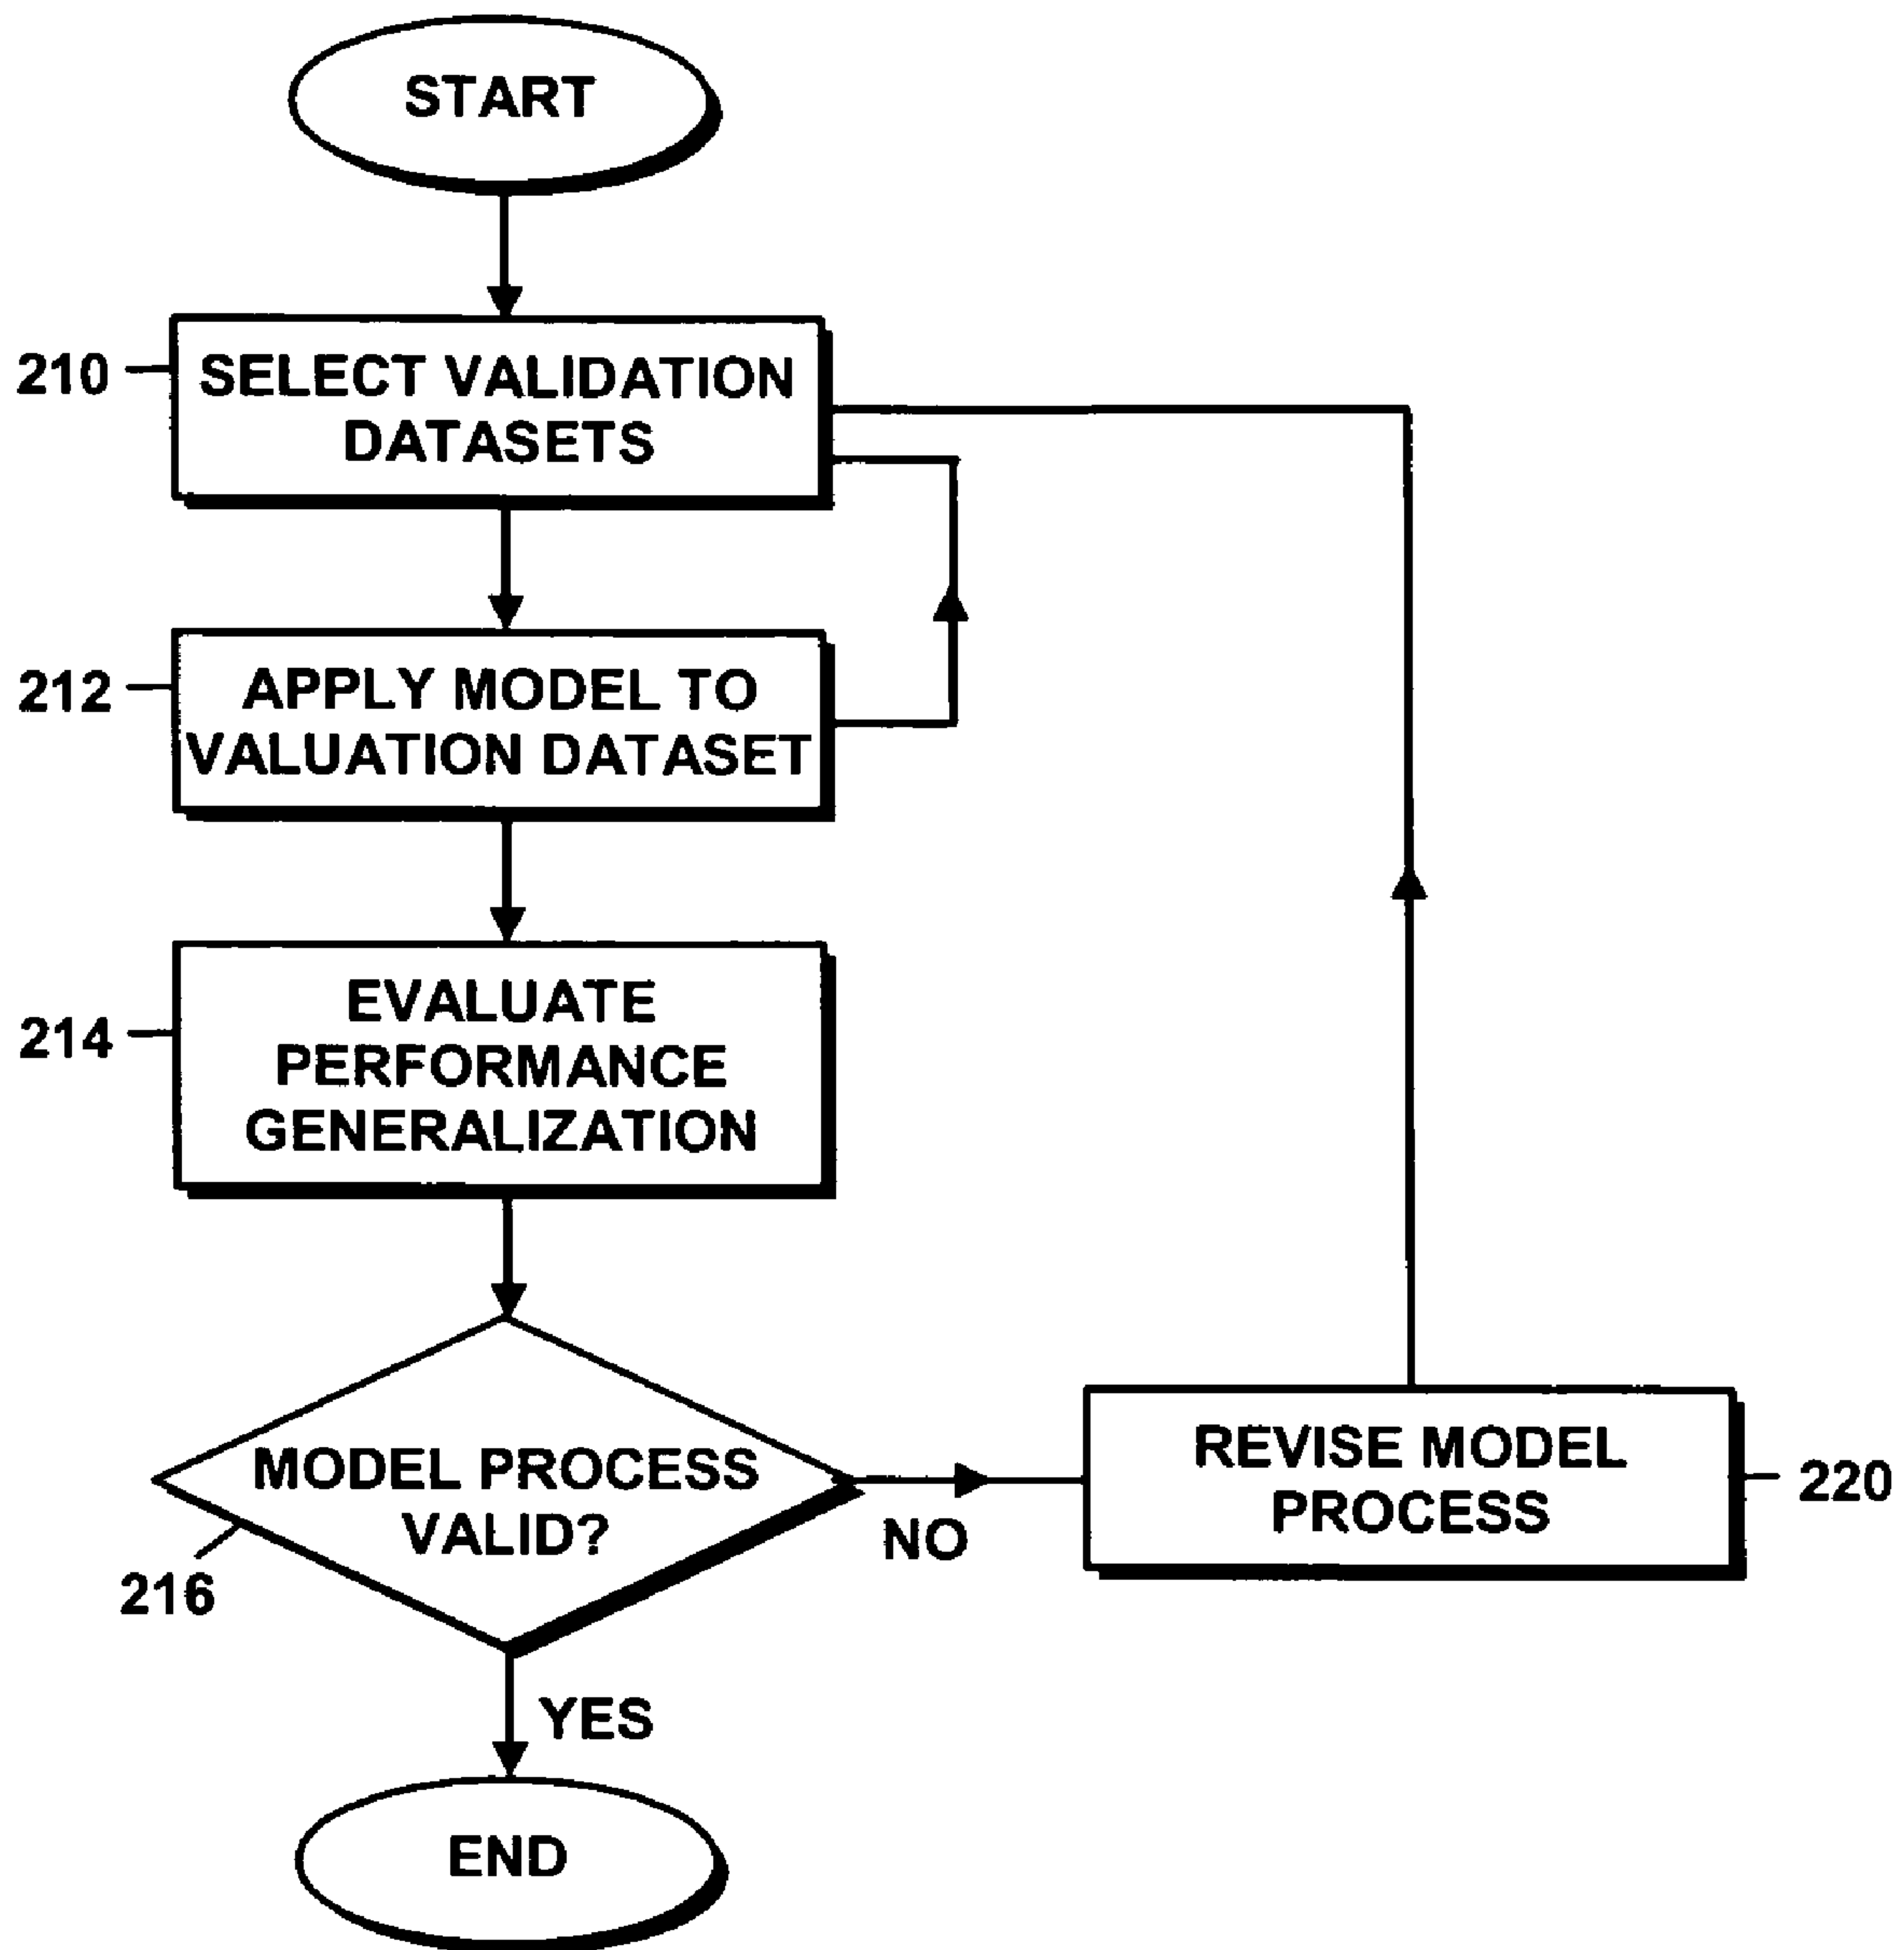 START
210
SELECT VALIDATION
DATASETS
212
APPLY MODEL TO
VALUATION DATASET
214
EVALUATE
PERFORMANCE
GENERALIZATION
MODEL PROCESS
VALID?
216
NO
REVISE MODEL
PROCESS
220
YES
END